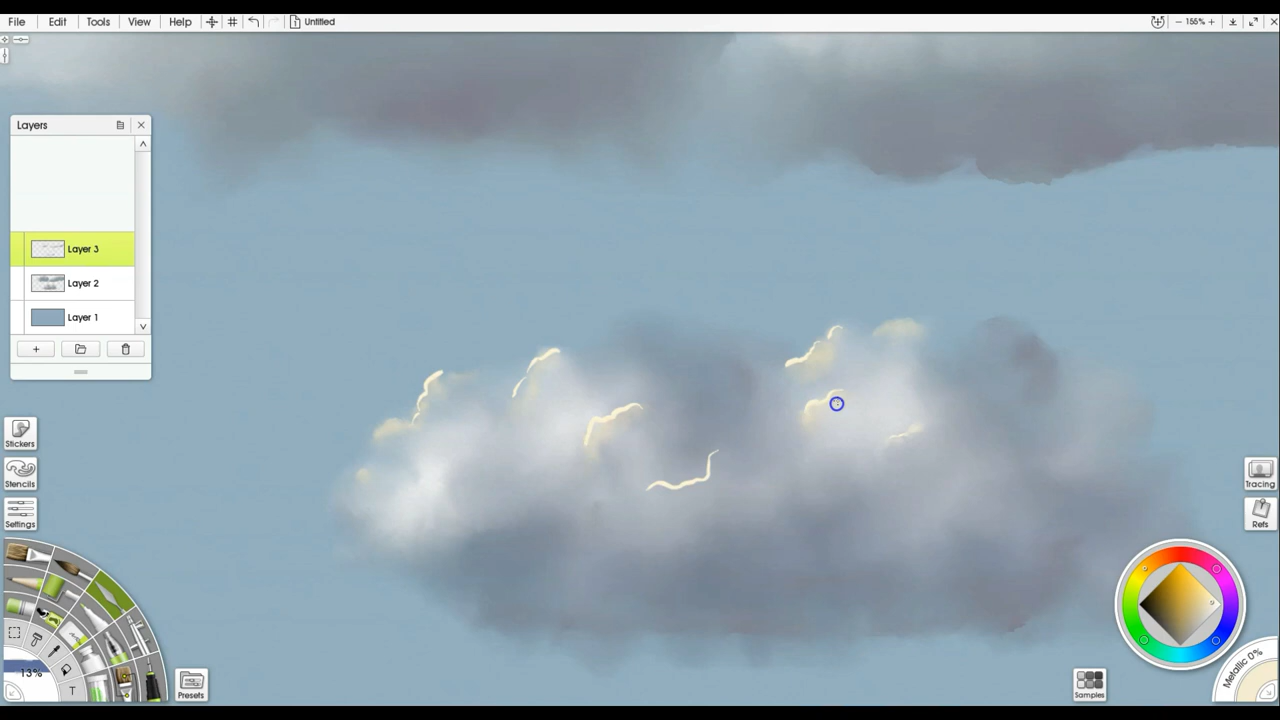 File Edit Tools View Help Untitled 155%
Layers
Layer 3
Layer 2
Layer 1
Stickers
Stencils
Settings
Tracing
Refs
13%
T
Presets
Samples
Metallic 0%